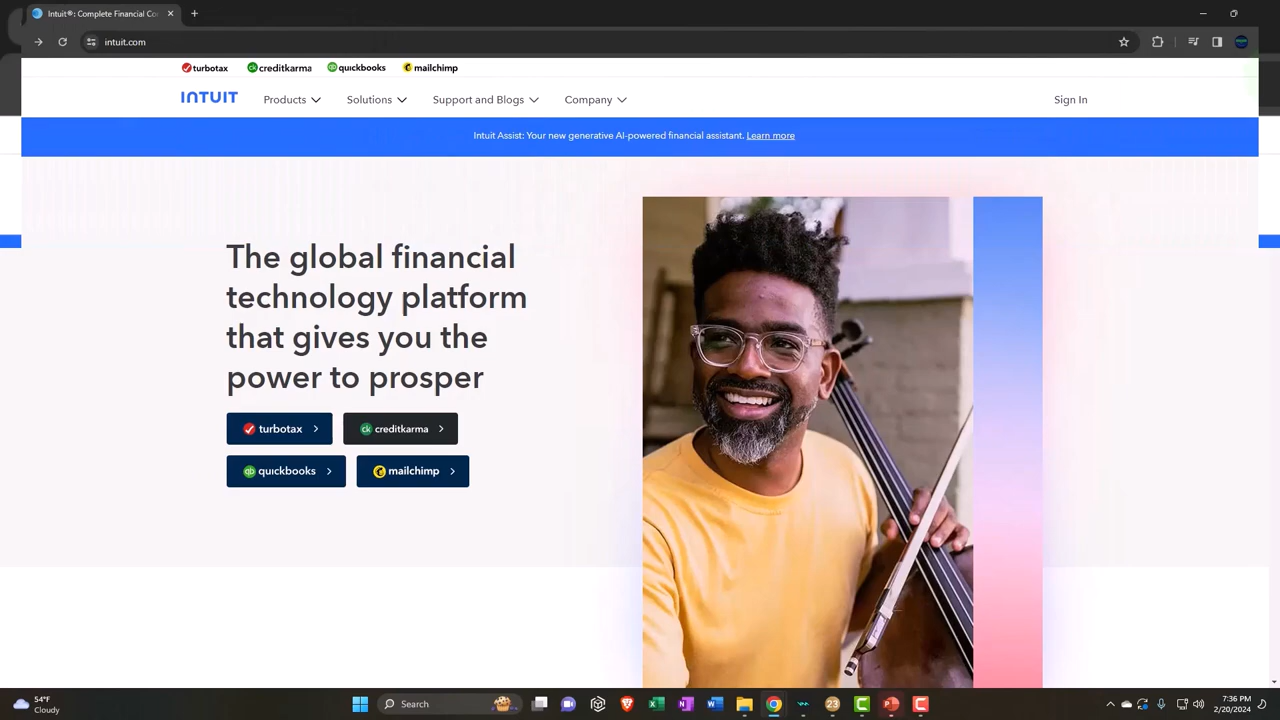 Intuit®: Complete Financial Co
intuit.com
turbotax creditkarma quickbooks mailchimp
INTUIT Products Solutions Support and Blogs Company Sign In
Intuit Assist: Your new generative AI-powered financial assistant. Learn more
The global financial
technology platform
that gives you the
power to prosper
turbotax creditkarma
quickbooks mailchimp
54°F
Cloudy
Search
23
7:36 PM
2/20/2024